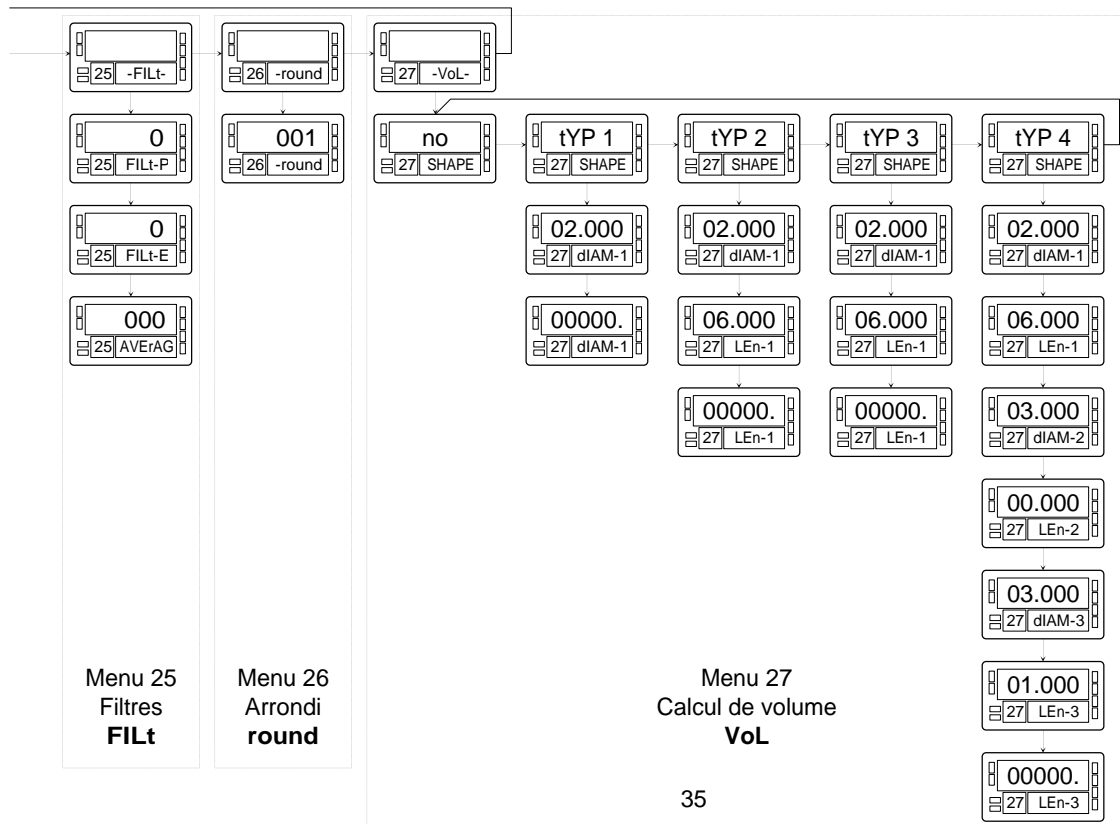 25 -FILt-
26 -round
27 -VoL-
0
25 FILt-P
001
26 -round
no
27 SHAPE
tYP 1
27 SHAPE
tYP 2
27 SHAPE
tYP 3
27 SHAPE
tYP 4
27 SHAPE
0
25 FILt-E
02.000
27 dIAM-1
02.000
27 dIAM-1
02.000
27 dIAM-1
02.000
27 dIAM-1
000
25 AVErAG
00000.
27 dIAM-1
06.000
27 LEn-1
06.000
27 LEn-1
06.000
27 LEn-1
00000.
27 LEn-1
00000.
27 LEn-1
03.000
27 dIAM-2
00.000
27 LEn-2
03.000
27 dIAM-3
01.000
27 LEn-3
00000.
27 LEn-3
Menu 25
Filtres
FILt
Menu 26
Arrondi
round
Menu 27
Calcul de volume
VoL
35